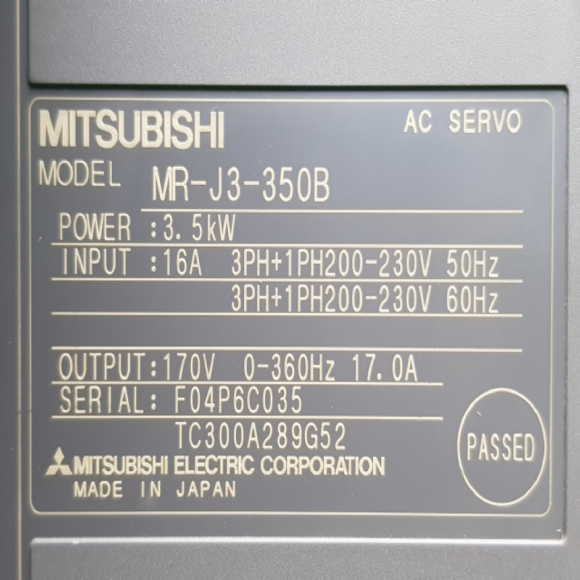 MITSUBISHI AC SERVO
MODEL MR-J3-350B
POWER :3.5kW
INPUT :16A 3PH+1PH200-230V 50Hz
3PH+1PH200-230V 60Hz
OUTPUT:170V 0-360Hz 17.0A
SERIAL: F04P6C035
TC300A289G52
PASSED
MITSUBISHI ELECTRIC CORPORATION
MADE IN JAPAN